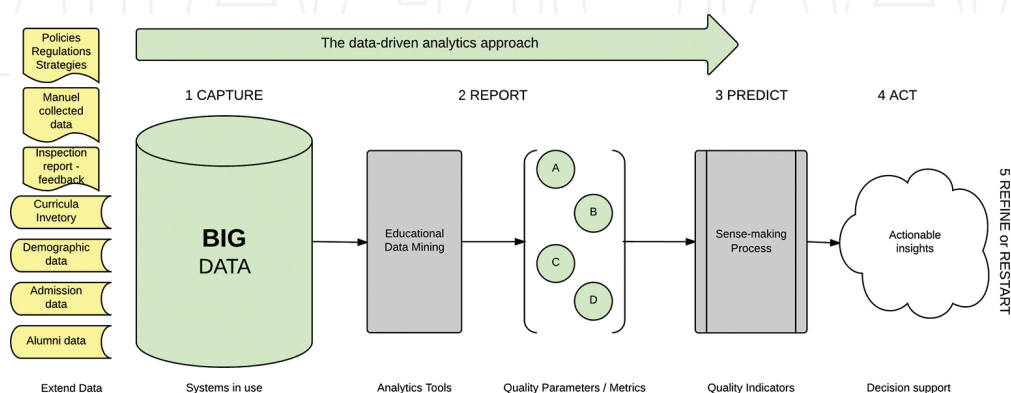 The data-driven analytics approach
Policies
Regulations
Strategies
Manuel
collected
data
Inspection
report -
feedback
Curricula
Invetory
Demographic
data
Admission
data
Alumni data
Extend Data
1 CAPTURE
BIG
DATA
Systems in use
2 REPORT
Educational
Data Mining
Analytics Tools
A
B
C
D
Quality Parameters / Metrics
3 PREDICT
Sense-making
Process
Quality Indicators
4 ACT
Actionable
insights
Decision support
5 REFINE or RESTART